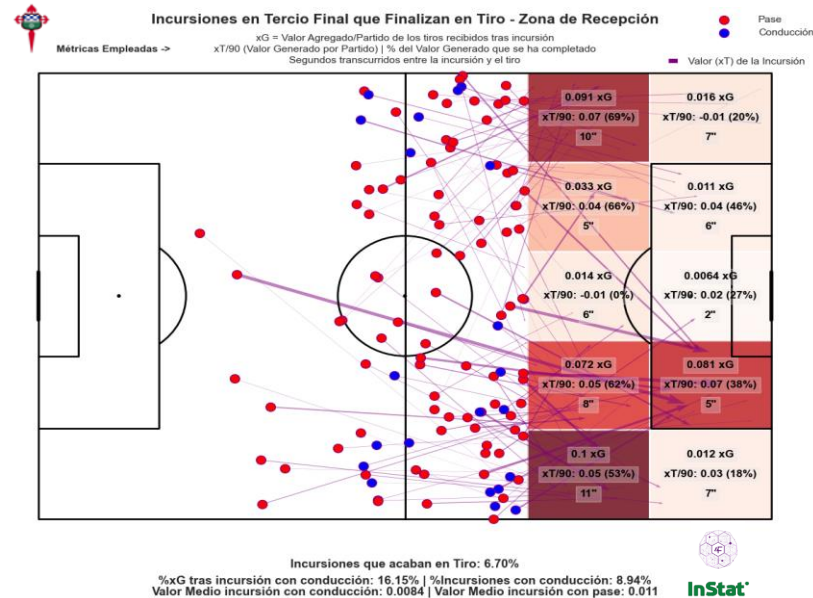 Incursiones en Tercio Final que Finalizan en Tiro - Zona de Recepción
xG = Valor Agregado/Partido de los tiros recibidos tras incursión
Métricas Empleadas -> xT/90 (Valor Generado por Partido) | % del Valor Generado que se ha completado
Segundos transcurridos entre la incursión y el tiro
Pase
Conducción
Valor (xT) de la Incursión
0.091 xG
xT/90: 0.07 (69%)
10"
0.016 xG
xT/90: -0.01 (20%)
7"
0.033 xG
xT/90: 0.04 (66%)
5"
0.011 xG
xT/90: 0.04 (46%)
6"
0.014 xG
xT/90: -0.01 (0%)
6"
0.0064 xG
xT/90: 0.02 (27%)
2"
0.072 xG
xT/90: 0.05 (62%)
8"
0.081 xG
xT/90: 0.07 (38%)
5"
0.1 xG
xT/90: 0.05 (53%)
11"
0.012 xG
xT/90: 0.03 (18%)
7"
Incursiones que acaban en Tiro: 6.70%
%xG tras incursión con conducción: 16.15% | %Incursiones con conducción: 8.94%
Valor Medio incursión con conducción: 0.0084 | Valor Medio incursión con pase: 0.011
InStat